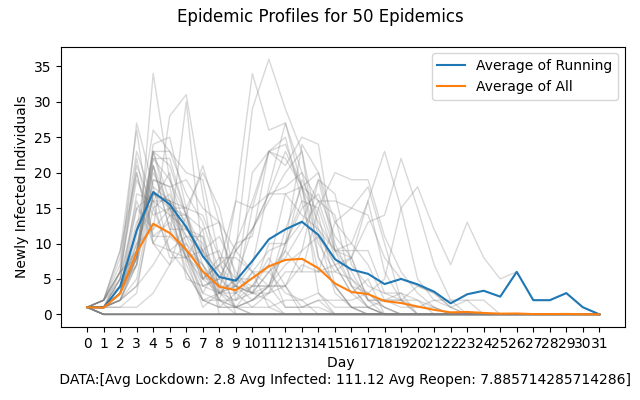 Epidemic Profiles for 50 Epidemics
Average of Running
Average of All
Newly Infected Individuals
35
30
25
20
15
10
5
0
0 1 2 3 4 5 6 7 8 9 10 11 12 13 14 15 16 17 18 19 20 21 22 23 24 25 26 27 28 29 30 31
Day
DATA:[Avg Lockdown: 2.8 Avg Infected: 111.12 Avg Reopen: 7.885714285714286]